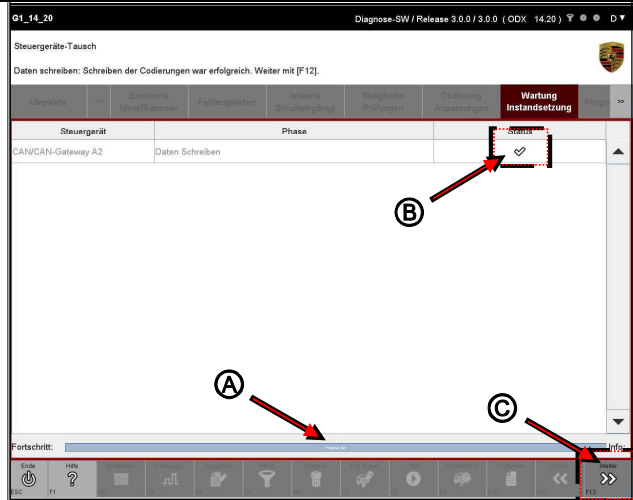 G1_14_20
Diagnose-SW / Release 3.0.0 / 3.0.0 ( ODX 14.20 )
D
Steuergeräte-Tausch
Daten schreiben: Schreiben der Codierungen war erfolgreich. Weiter mit [F12].
Übersicht
>>
Erweiterte
Identifikationen
Fehlerspeicher
Istwerte
Schalteingänge
Stellglieder
Prüfungen
Codierung
Anpassungen
Wartung
Instandsetzung
Progra
>>
Steuergerät
Phase
Status
CAN/CAN-Gateway A2
Daten Schreiben
B
A
C
Fortschritt:
Info:
Ende
ESC
Hilfe
F1
Weiter
F12